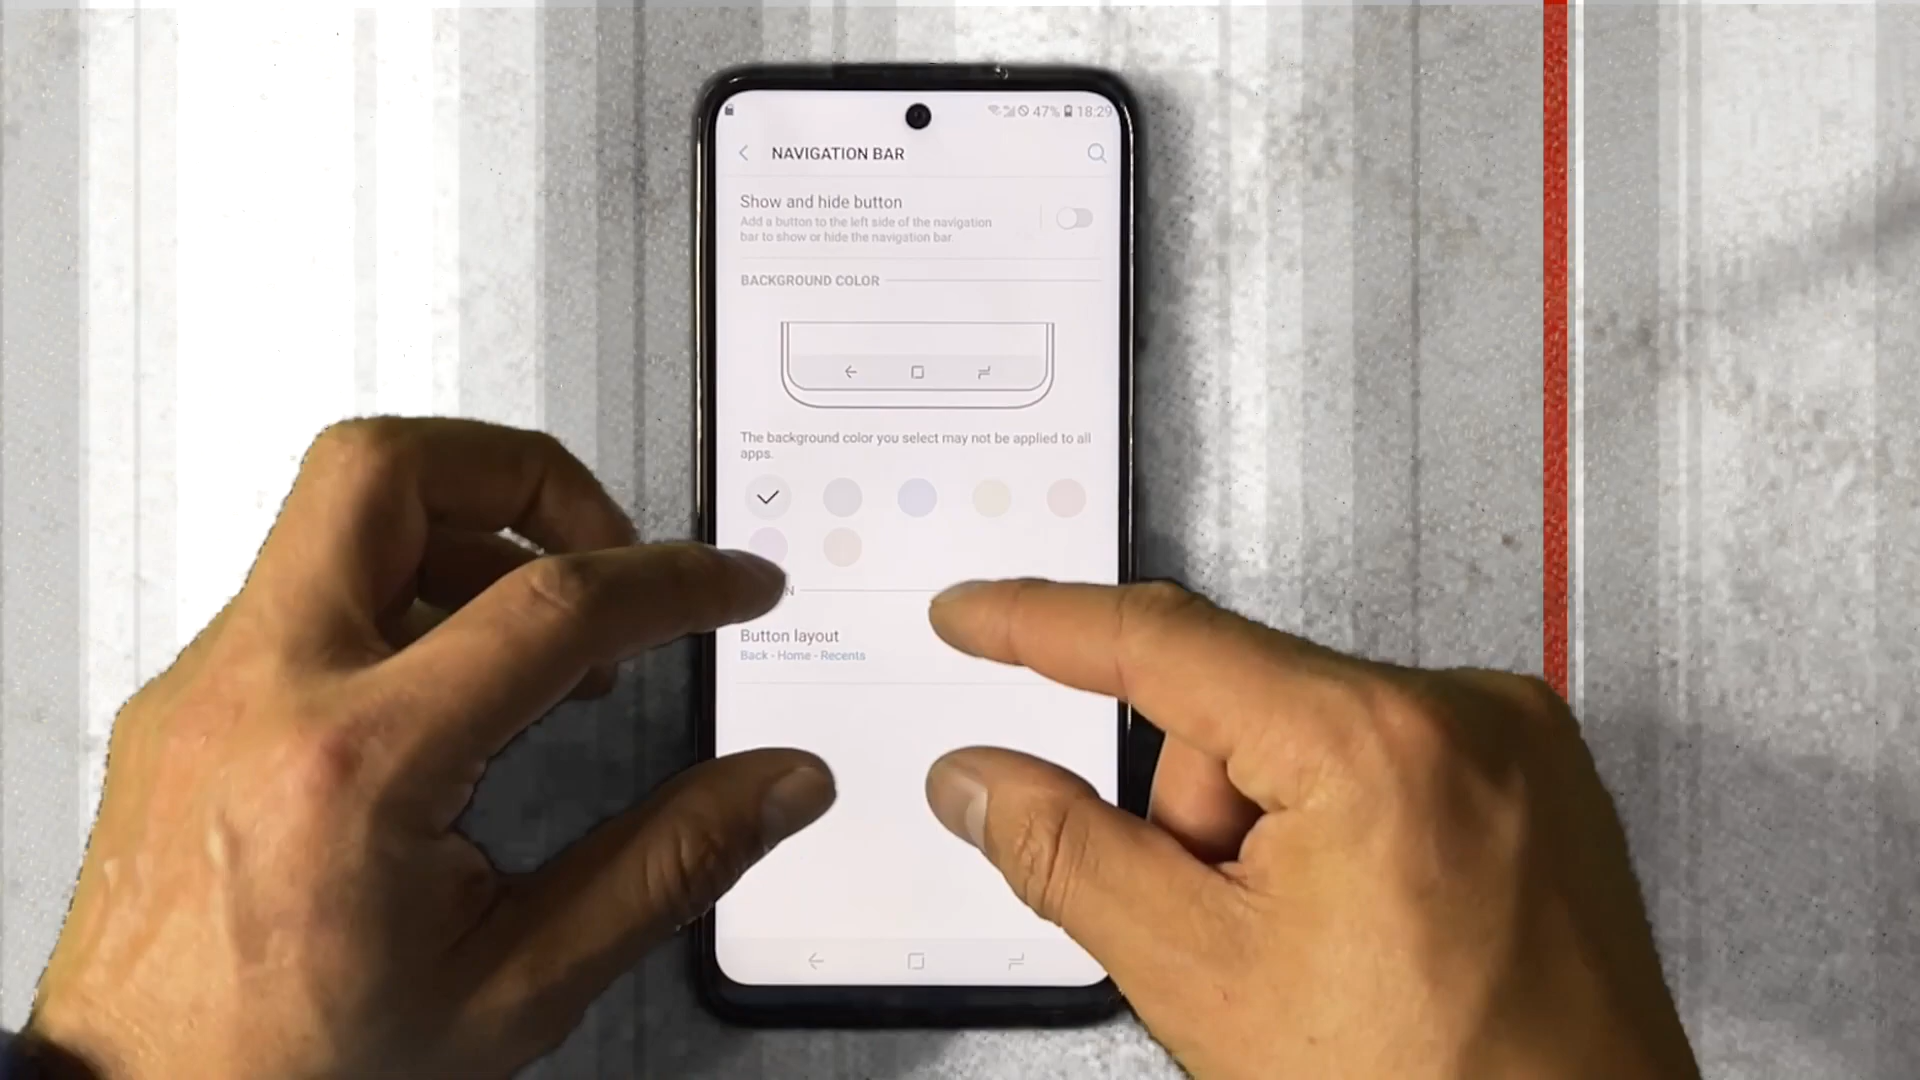 47% 18:29
NAVIGATION BAR
Show and hide button
Add a button to the left side of the navigation
bar to show or hide the navigation bar.
BACKGROUND COLOR
The background color you select may not be applied to all
apps.
N
Button layout
Back - Home - Recents